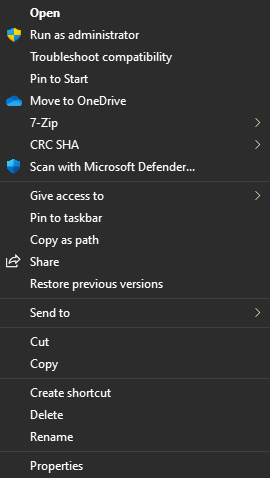 Open
Run as administrator
Troubleshoot compatibility
Pin to Start
Move to OneDrive
7-Zip
CRC SHA
Scan with Microsoft Defender...
Give access to
Pin to taskbar
Copy as path
Share
Restore previous versions
Send to
Cut
Copy
Create shortcut
Delete
Rename
Properties